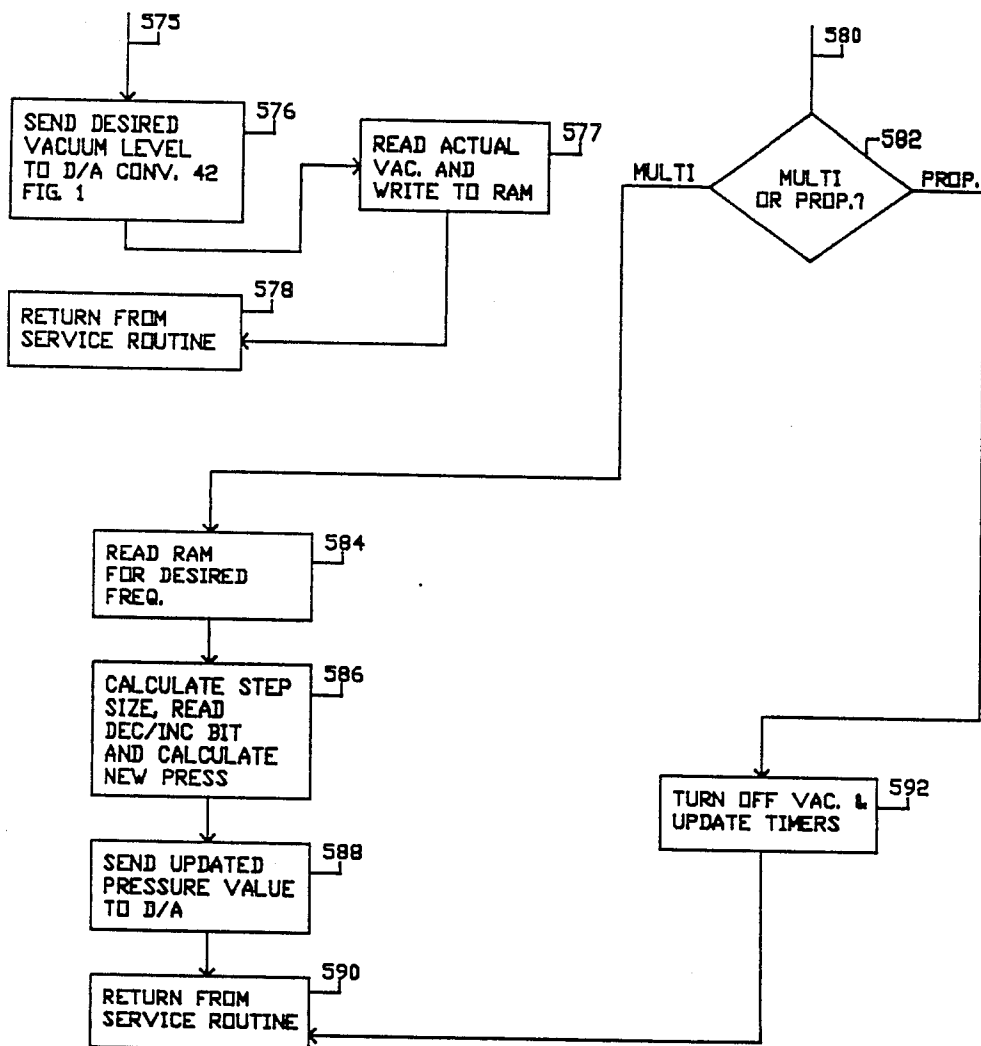 575
SEND DESIRED
VACUUM LEVEL
TO D/A CONV. 42
FIG. 1
576
READ ACTUAL
VAC. AND
WRITE TO RAM
577
RETURN FROM
SERVICE ROUTINE
578
580
582
MULTI
OR PROP.?
MULTI
PROP.
READ RAM
FOR DESIRED
FREQ.
584
CALCULATE STEP
SIZE, READ
DEC/INC BIT
AND CALCULATE
NEW PRESS
586
SEND UPDATED
PRESSURE VALUE
TO D/A
588
RETURN FROM
SERVICE ROUTINE
590
TURN OFF VAC. &
UPDATE TIMERS
592